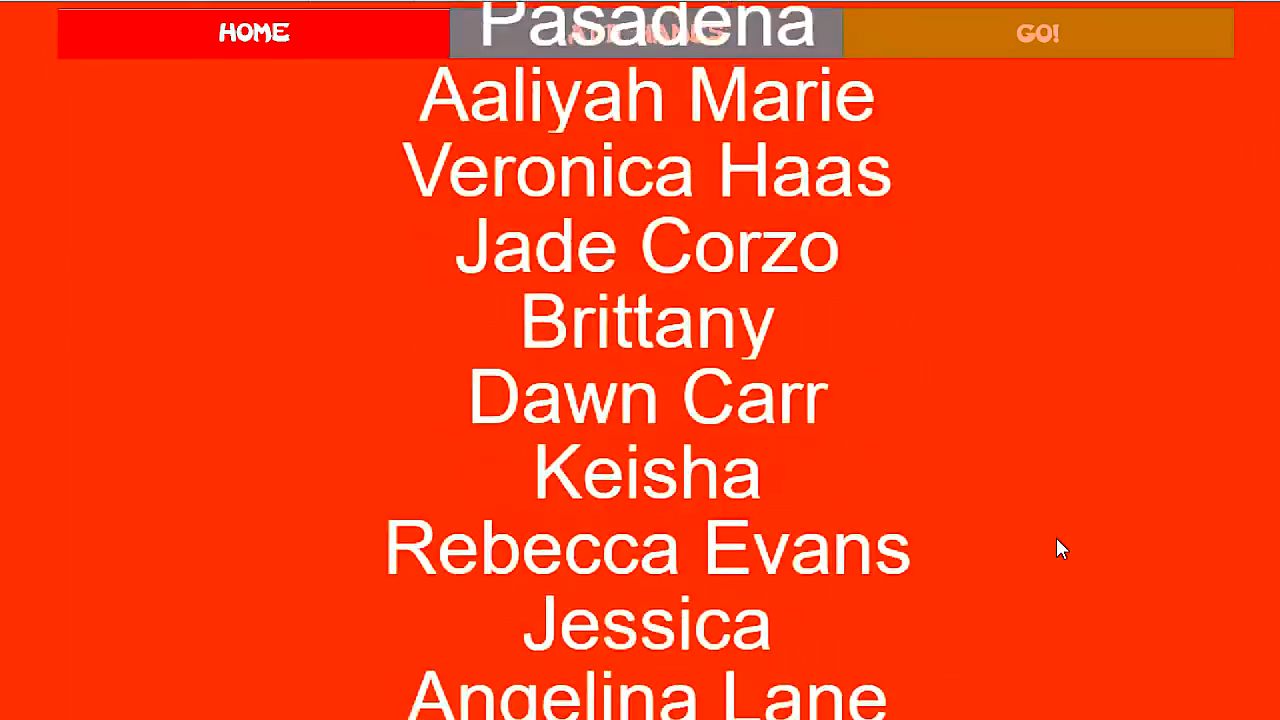 HOME
GO!
Pasadena
Aaliyah Marie
Veronica Haas
Jade Corzo
Brittany
Dawn Carr
Keisha
Rebecca Evans
Jessica
Angelina Lane